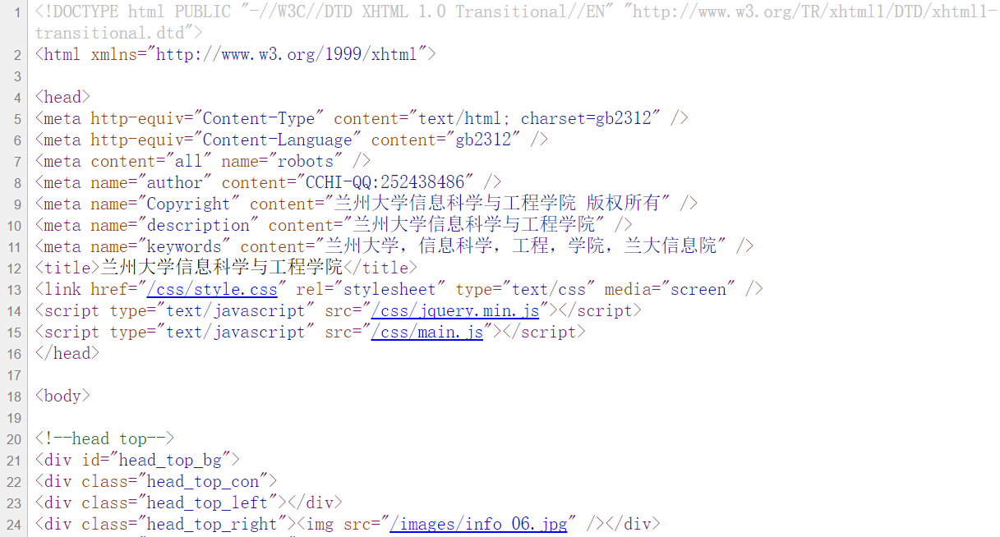 1 <!DOCTYPE html PUBLIC "-//W3C//DTD XHTML 1.0 Transitional//EN" "http://www.w3.org/TR/xhtml1/DTD/xhtml1-
transitional.dtd">
2 <html xmlns="http://www.w3.org/1999/xhtml">
3
4 <head>
5 <meta http-equiv="Content-Type" content="text/html; charset=gb2312" />
6 <meta http-equiv="Content-Language" content="gb2312" />
7 <meta content="all" name="robots" />
8 <meta name="author" content="CCHI-QQ:252438486" />
9 <meta name="Copyright" content="兰州大学信息科学与工程学院 版权所有" />
10 <meta name="description" content="兰州大学信息科学与工程学院" />
11 <meta name="keywords" content="兰州大学，信息科学，工程，学院，兰大信息院" />
12 <title>兰州大学信息科学与工程学院</title>
13 <link href="/css/style.css" rel="stylesheet" type="text/css" media="screen" />
14 <script type="text/javascript" src="/css/jquery.min.js"></script>
15 <script type="text/javascript" src="/css/main.js"></script>
16 </head>
17
18 <body>
19
20 <!--head top-->
21 <div id="head_top_bg">
22 <div class="head_top_con">
23 <div class="head_top_left"></div>
24 <div class="head_top_right"><img src="/images/info_06.jpg" /></div>